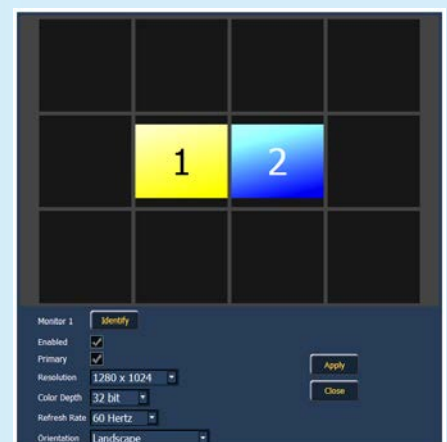 1 2
Monitor 1 Identify
Enabled
Primary
Apply
Resolution 1280 x 1024
Close
Color Depth 32 bit
Refresh Rate 60 Hertz
Orientation Landscape